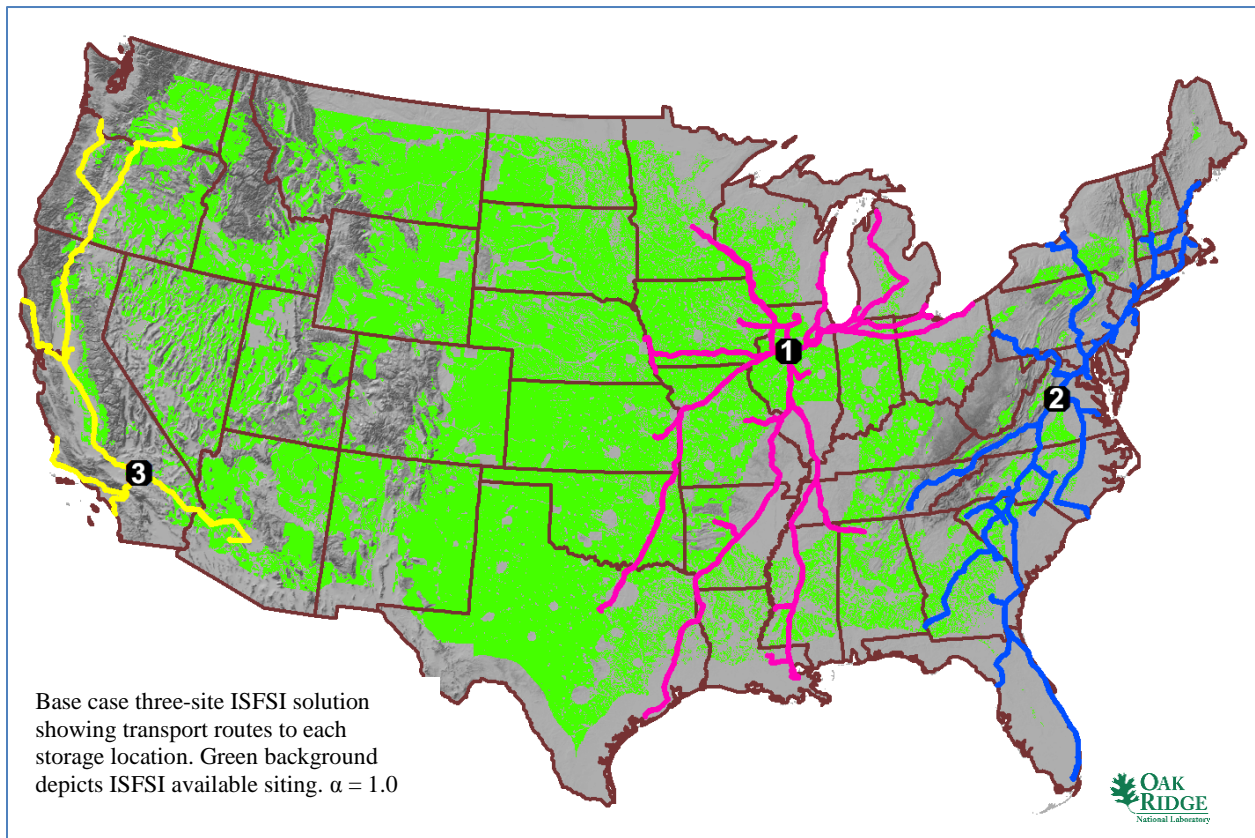 1
2
3
Base case three-site ISFSI solution
showing transport routes to each
storage location. Green background
depicts ISFSI available siting. α = 1.0
OAK
RIDGE
National Laboratory